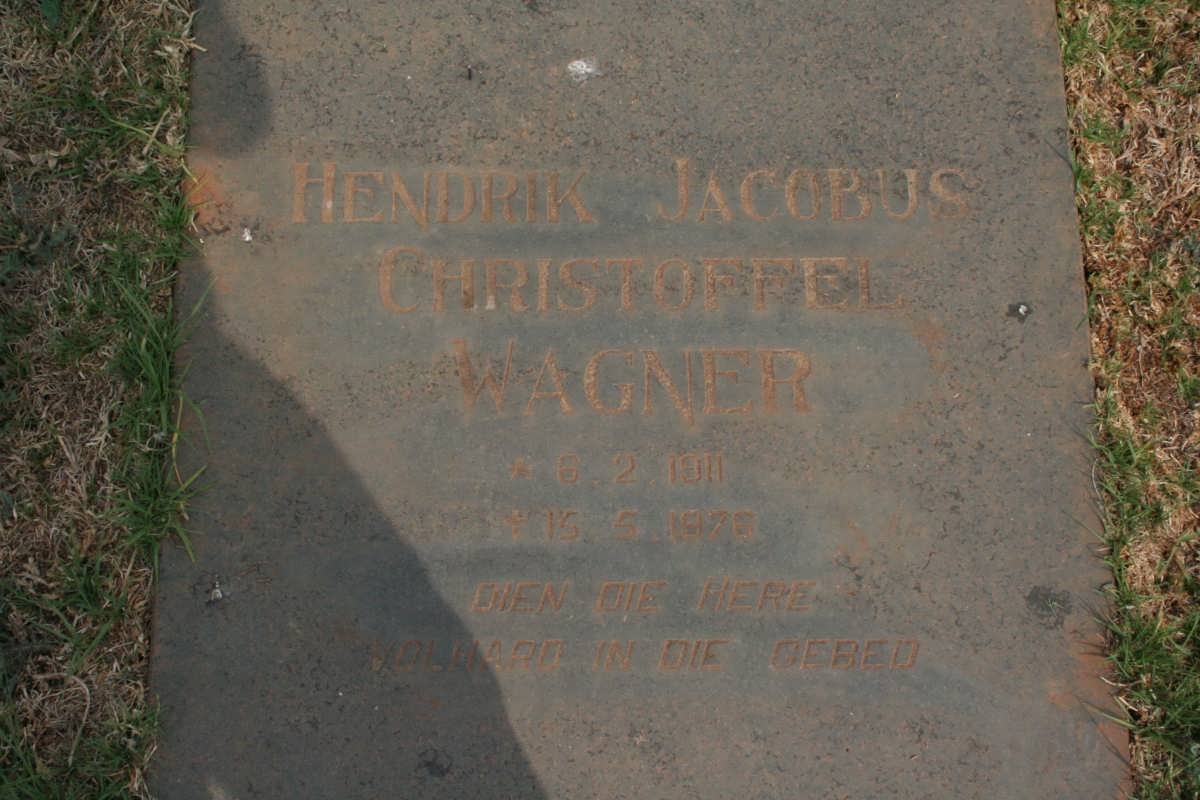 HENDRIK JACOBUS
CHRISTOFFEL
WAGNER
* 6.2.1911
† 15.5.1976
DIEN DIE HERE
VOLHARD IN DIE GEBED